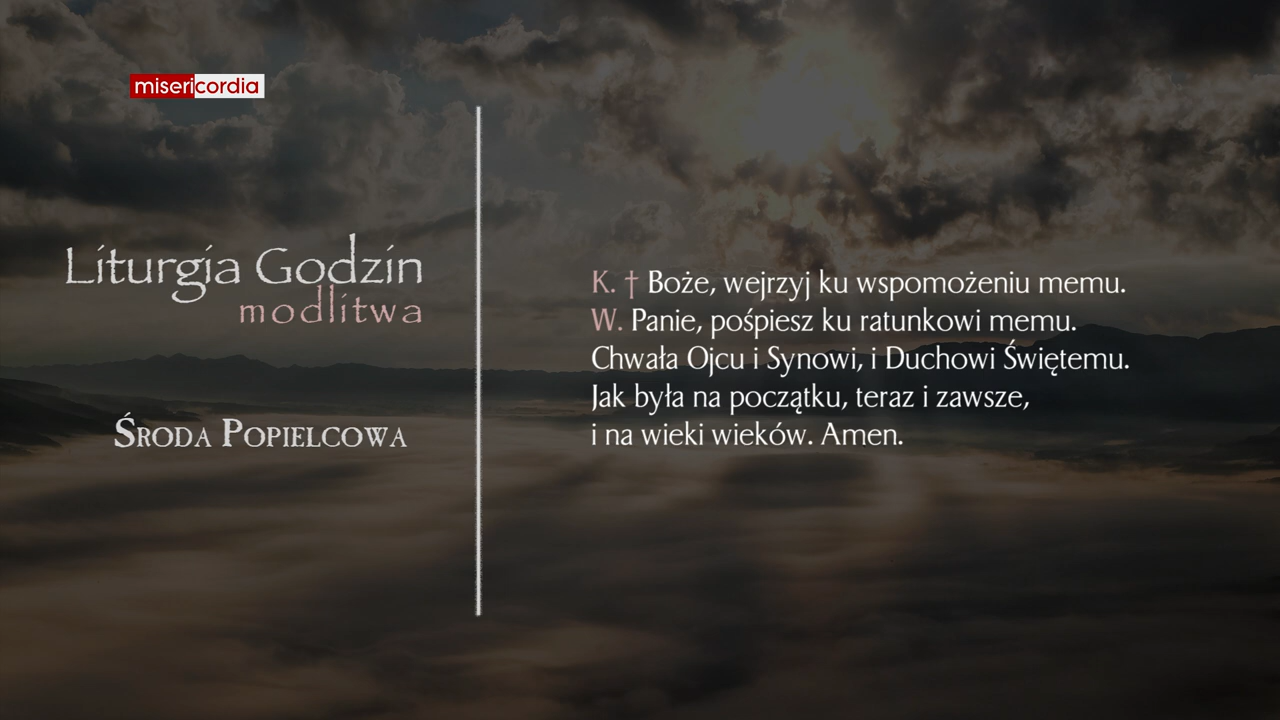 misericordia
Liturgia Godzin
modlitwa
Środa Popielcowa
K. † Boże, wejrzyj ku wspomożeniu memu.
W. Panie, pośpiesz ku ratunkowi memu.
Chwała Ojcu i Synowi, i Duchowi Świętemu.
Jak była na początku, teraz i zawsze,
i na wieki wieków. Amen.